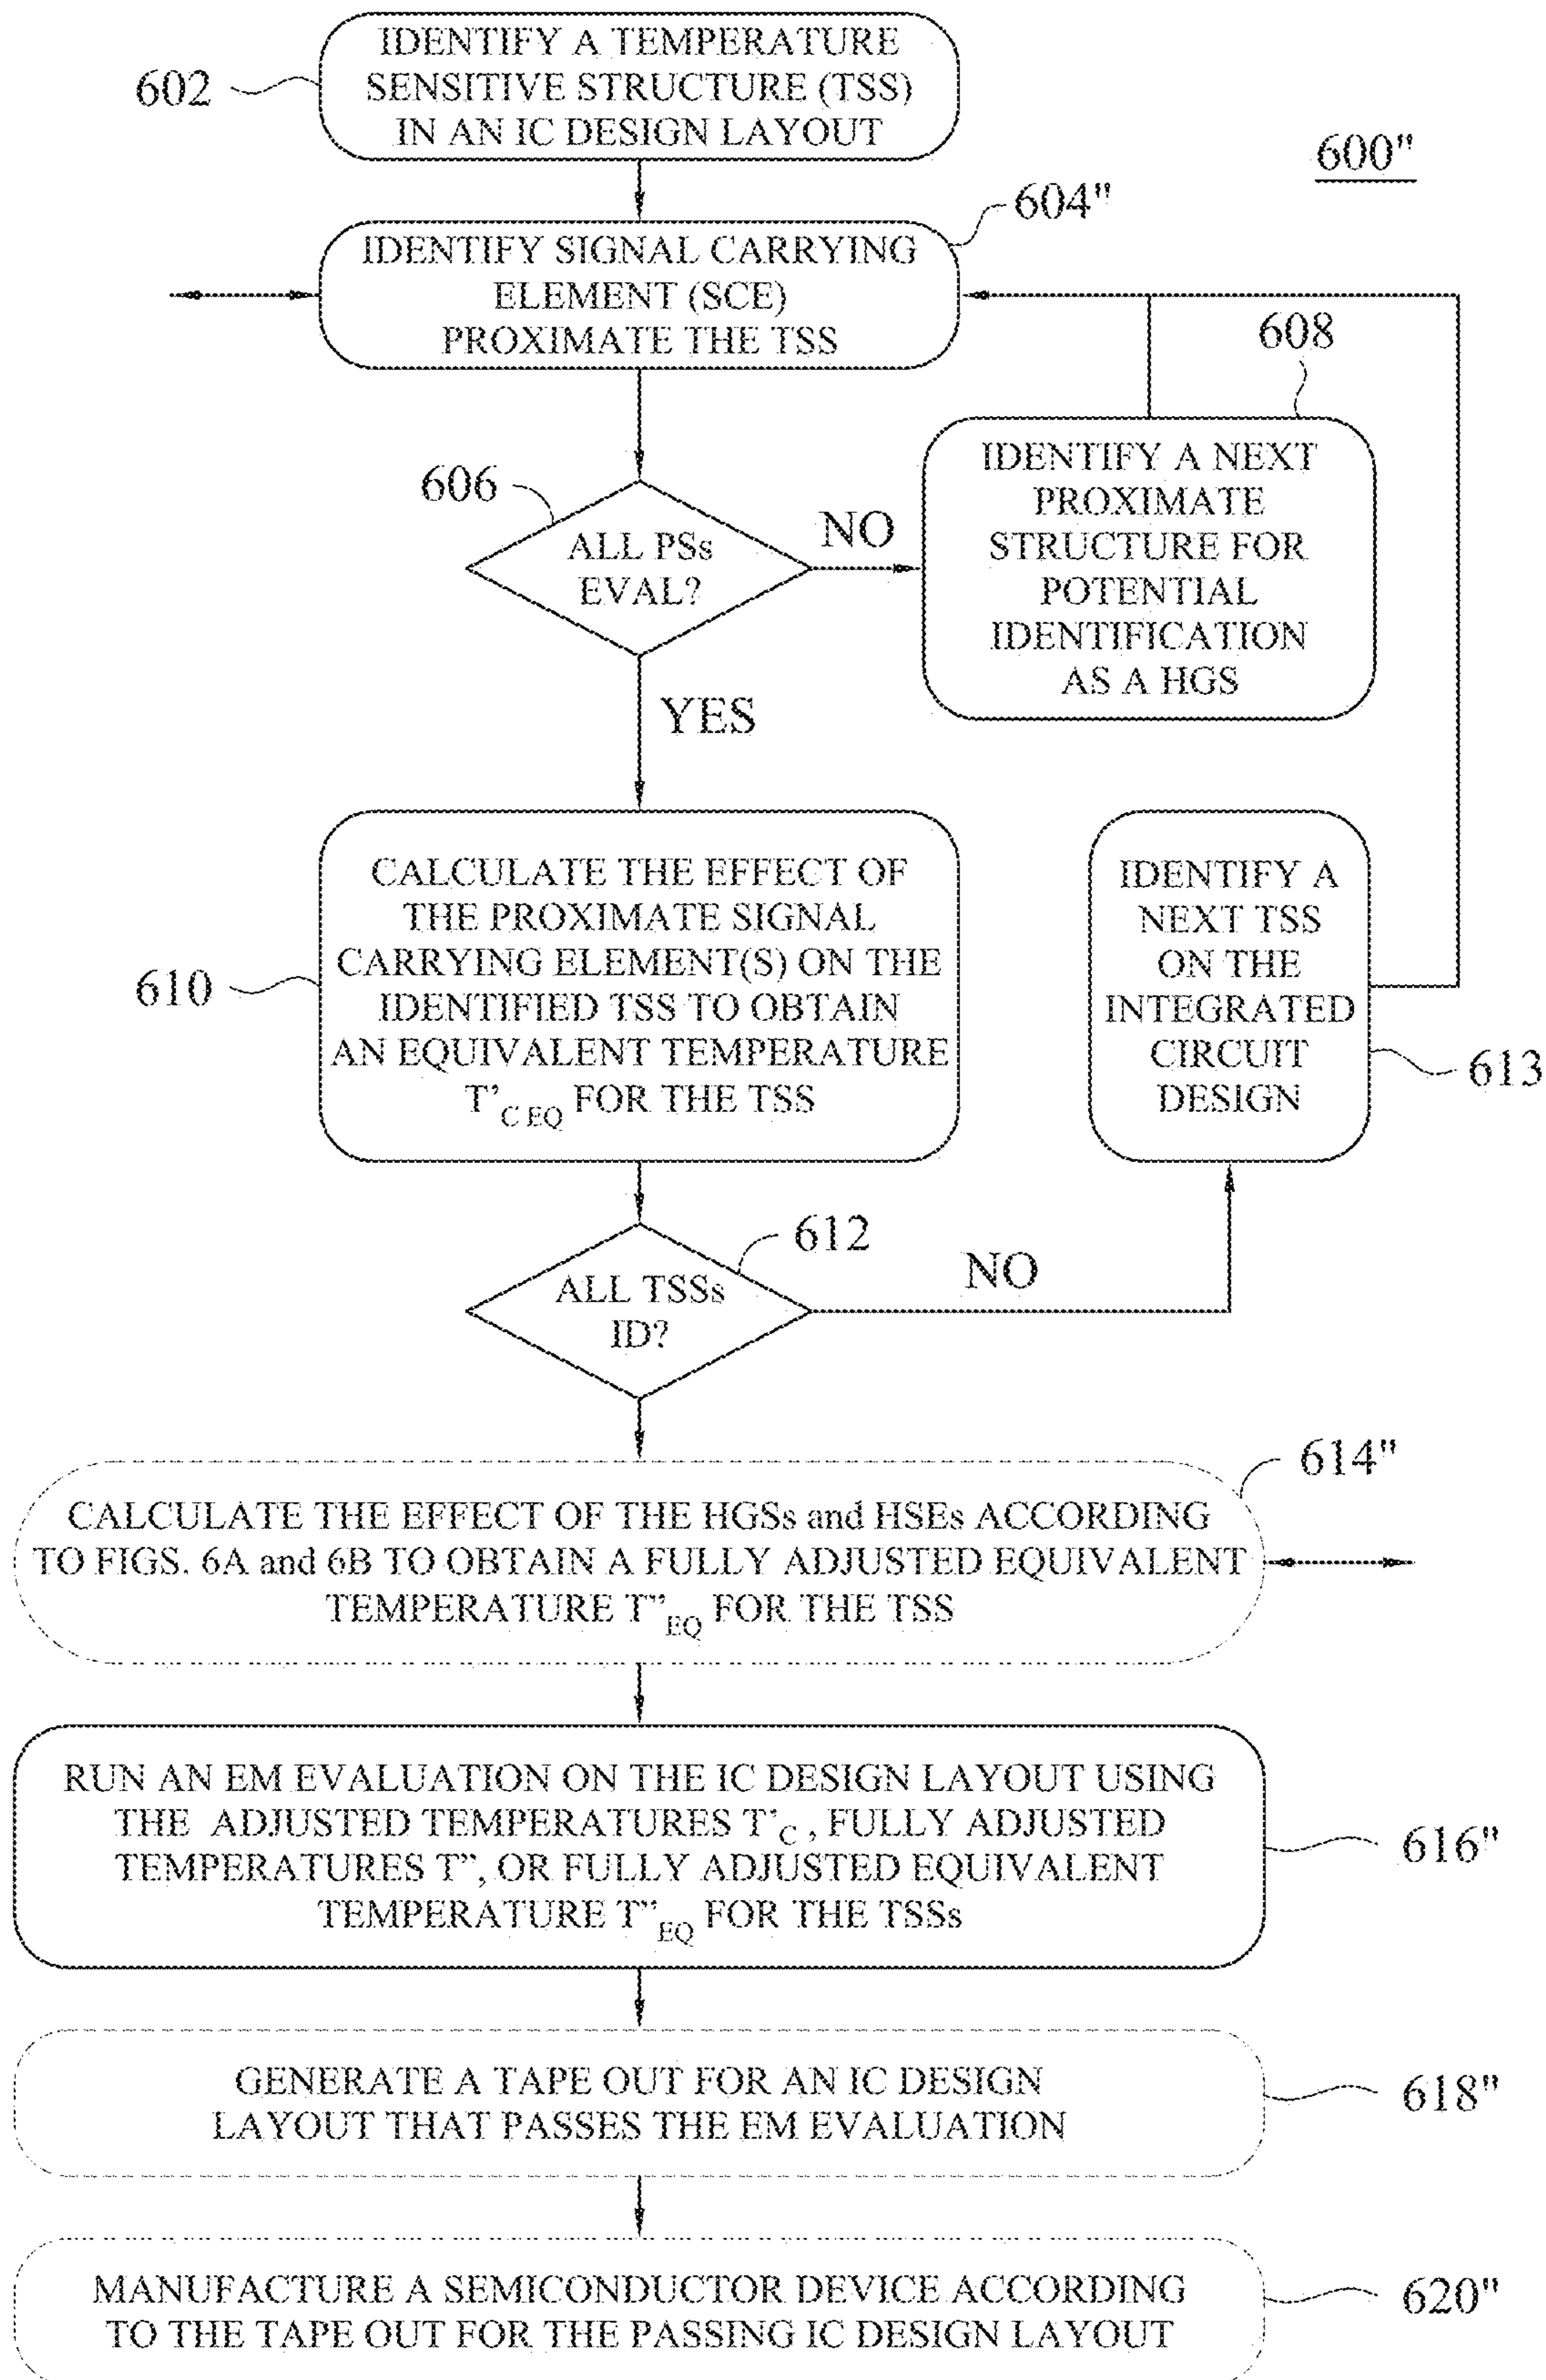 IDENTIFY A TEMPERATURE
SENSITIVE STRUCTURE (TSS)
IN AN IC DESIGN LAYOUT
602
600"
604"
IDENTIFY SIGNAL CARRYING
ELEMENT (SCE)
PROXIMATE THE TSS
608
606
ALL PSs
EVAL?
NO
IDENTIFY A NEXT
PROXIMATE
STRUCTURE FOR
POTENTIAL
IDENTIFICATION
AS A HGS
YES
CALCULATE THE EFFECT OF
THE PROXIMATE SIGNAL
CARRYING ELEMENT(S) ON THE
IDENTIFIED TSS TO OBTAIN
AN EQUIVALENT TEMPERATURE
T'C EQ FOR THE TSS
610
IDENTIFY A
NEXT TSS
ON THE
INTEGRATED
CIRCUIT
DESIGN
613
612
ALL TSSs
ID?
NO
614"
CALCULATE THE EFFECT OF THE HGSs and HSEs ACCORDING
TO FIGS. 6A and 6B TO OBTAIN A FULLY ADJUSTED EQUIVALENT
TEMPERATURE T"EQ FOR THE TSS
RUN AN EM EVALUATION ON THE IC DESIGN LAYOUT USING
THE ADJUSTED TEMPERATURES T'C , FULLY ADJUSTED
TEMPERATURES T", OR FULLY ADJUSTED EQUIVALENT
TEMPERATURE T"EQ FOR THE TSSs
616"
GENERATE A TAPE OUT FOR AN IC DESIGN
LAYOUT THAT PASSES THE EM EVALUATION
618"
MANUFACTURE A SEMICONDUCTOR DEVICE ACCORDING
TO THE TAPE OUT FOR THE PASSING IC DESIGN LAYOUT
620"